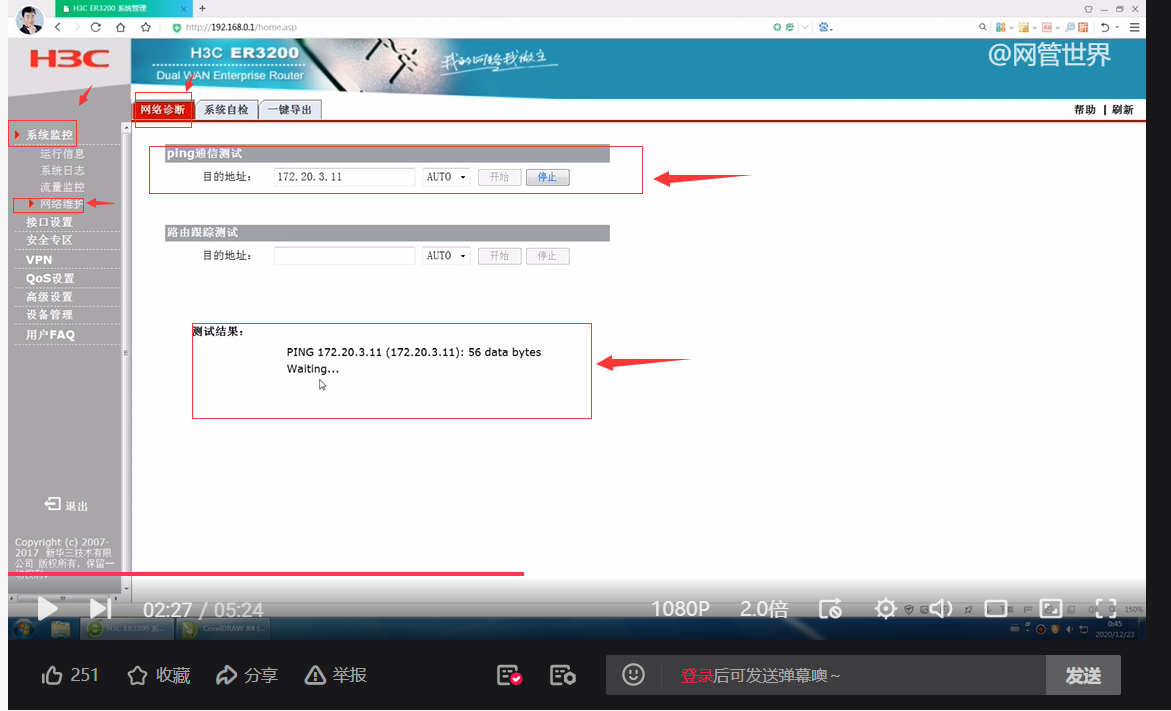 H3C ER3200 系统管理
http://192.168.0.1/home.asp
H3C
H3C ER3200
Dual WAN Enterprise Router
我的网络我做主
@网管世界
网络诊断 系统自检 一键导出
帮助 | 刷新
系统监控
运行信息
系统日志
流量监控
网络维护
接口设置
安全专区
VPN
QoS设置
高级设置
设备管理
用户FAQ
退出
Copyright (c) 2007-
2017 新华三技术有限
公司 版权所有，保留一
ping通信测试
目的地址： 172.20.3.11 AUTO 开始 停止
路由跟踪测试
目的地址： AUTO 开始 停止
测试结果：
PING 172.20.3.11 (172.20.3.11): 56 data bytes
Waiting...
02:27 / 05:24
1080P 2.0倍
150%
H3C ER3200 系... CorelDRAW X4 (...
0:45
2020/12/23
251 收藏 分享 举报
登录后可发送弹幕噢～
发送